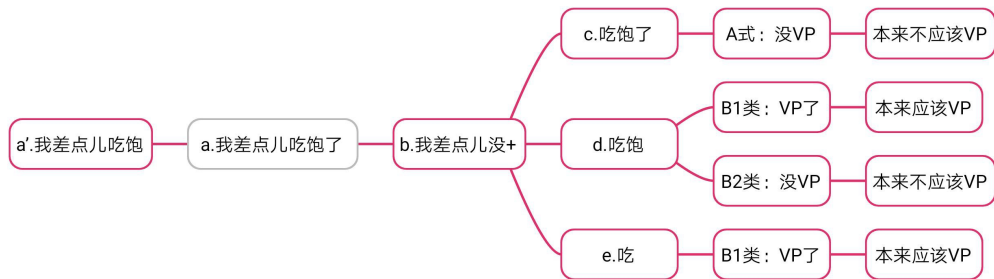 a′.我差点儿吃饱
a.我差点儿吃饱了
b.我差点儿没+
c.吃饱了
A式：没VP
本来不应该VP
d.吃饱
B1类：VP了
本来应该VP
B2类：没VP
本来不应该VP
e.吃
B1类：VP了
本来应该VP